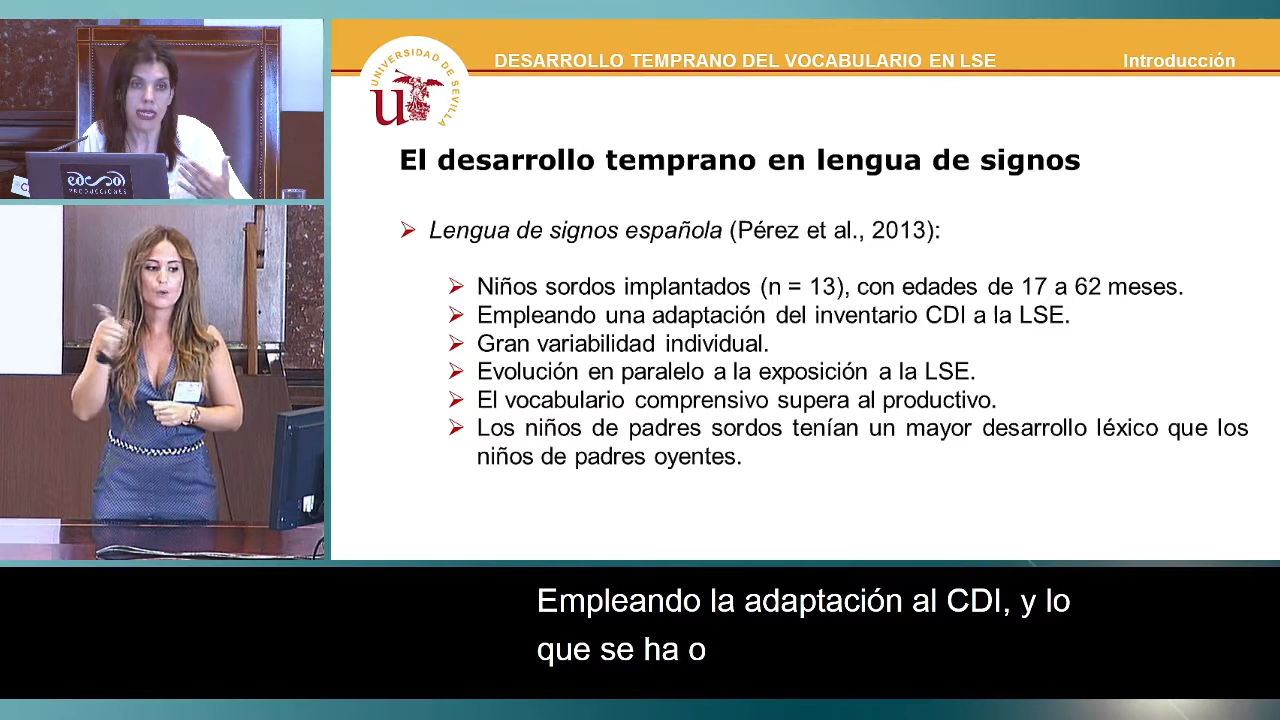 DESARROLLO TEMPRANO DEL VOCABULARIO EN LSE
Introducción
UNIVERSIDAD DE SEVILLA
El desarrollo temprano en lengua de signos
Lengua de signos española (Pérez et al., 2013):
Niños sordos implantados (n = 13), con edades de 17 a 62 meses.
Empleando una adaptación del inventario CDI a la LSE.
Gran variabilidad individual.
Evolución en paralelo a la exposición a la LSE.
El vocabulario comprensivo supera al productivo.
Los niños de padres sordos tenían un mayor desarrollo léxico que los
niños de padres oyentes.
PRODUCCIONES
Empleando la adaptación al CDI, y lo
que se ha o